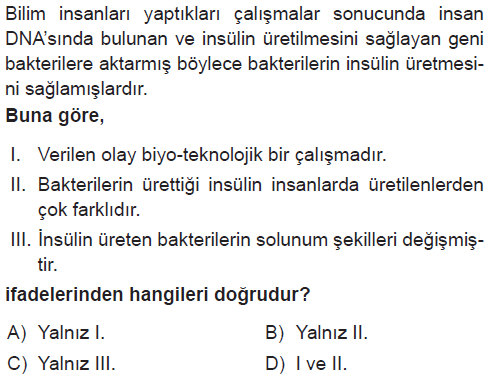 Bilim insanları yaptıkları çalışmalar sonucunda insan
DNA'sında bulunan ve insülin üretilmesini sağlayan geni
bakterilere aktarmış böylece bakterilerin insülin üretmesi-
ni sağlamışlardır.
Buna göre,
I. Verilen olay biyo-teknolojik bir çalışmadır.
II. Bakterilerin ürettiği insülin insanlarda üretilenlerden
çok farklıdır.
III. İnsülin üreten bakterilerin solunum şekilleri değişmiş-
tir.
ifadelerinden hangileri doğrudur?
A) Yalnız I. B) Yalnız II.
C) Yalnız III. D) I ve II.